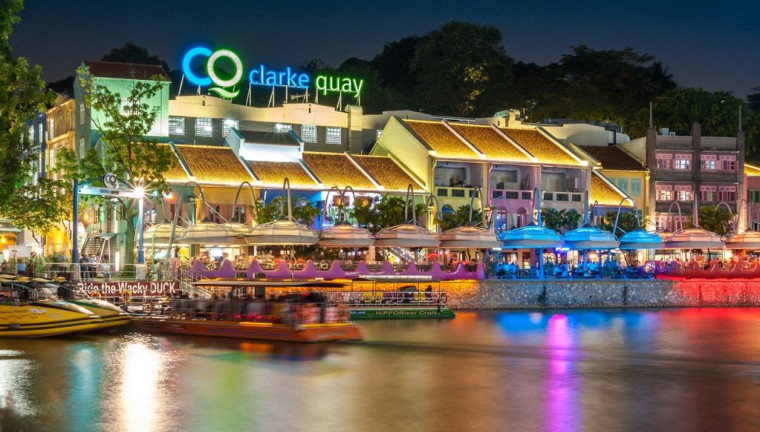 CQ clarke quay
Ride the Wacky DUCK
HiPPORiver Cruise